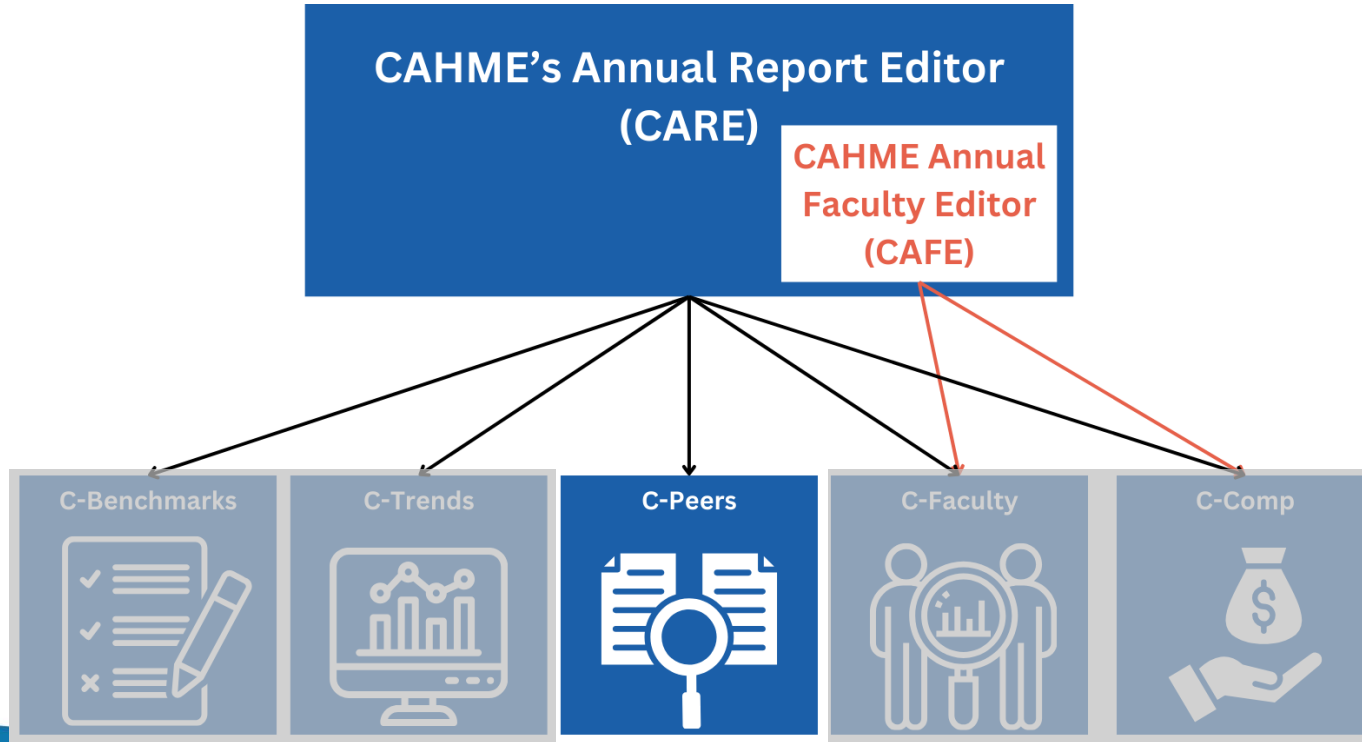 CAHME’s Annual Report Editor
(CARE)
CAHME Annual
Faculty Editor
(CAFE)
C-Benchmarks
C-Trends
C-Peers
C-Faculty
C-Comp
$